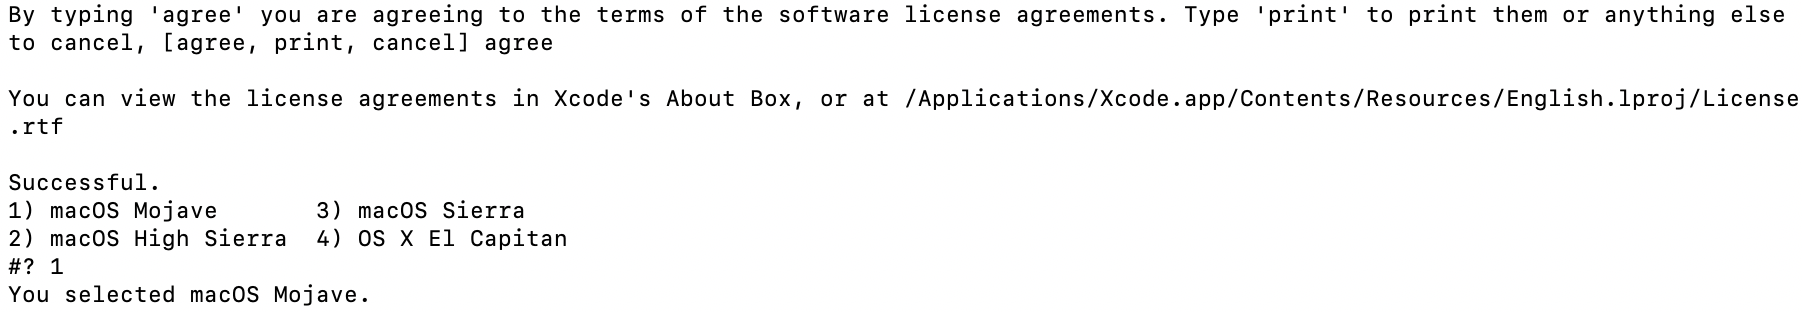 By typing 'agree' you are agreeing to the terms of the software license agreements. Type 'print' to print them or anything else
to cancel, [agree, print, cancel] agree
You can view the license agreements in Xcode's About Box, or at /Applications/Xcode.app/Contents/Resources/English.lproj/License
.rtf
Successful.
1) macOS Mojave       3) macOS Sierra
2) macOS High Sierra  4) OS X El Capitan
#? 1
You selected macOS Mojave.